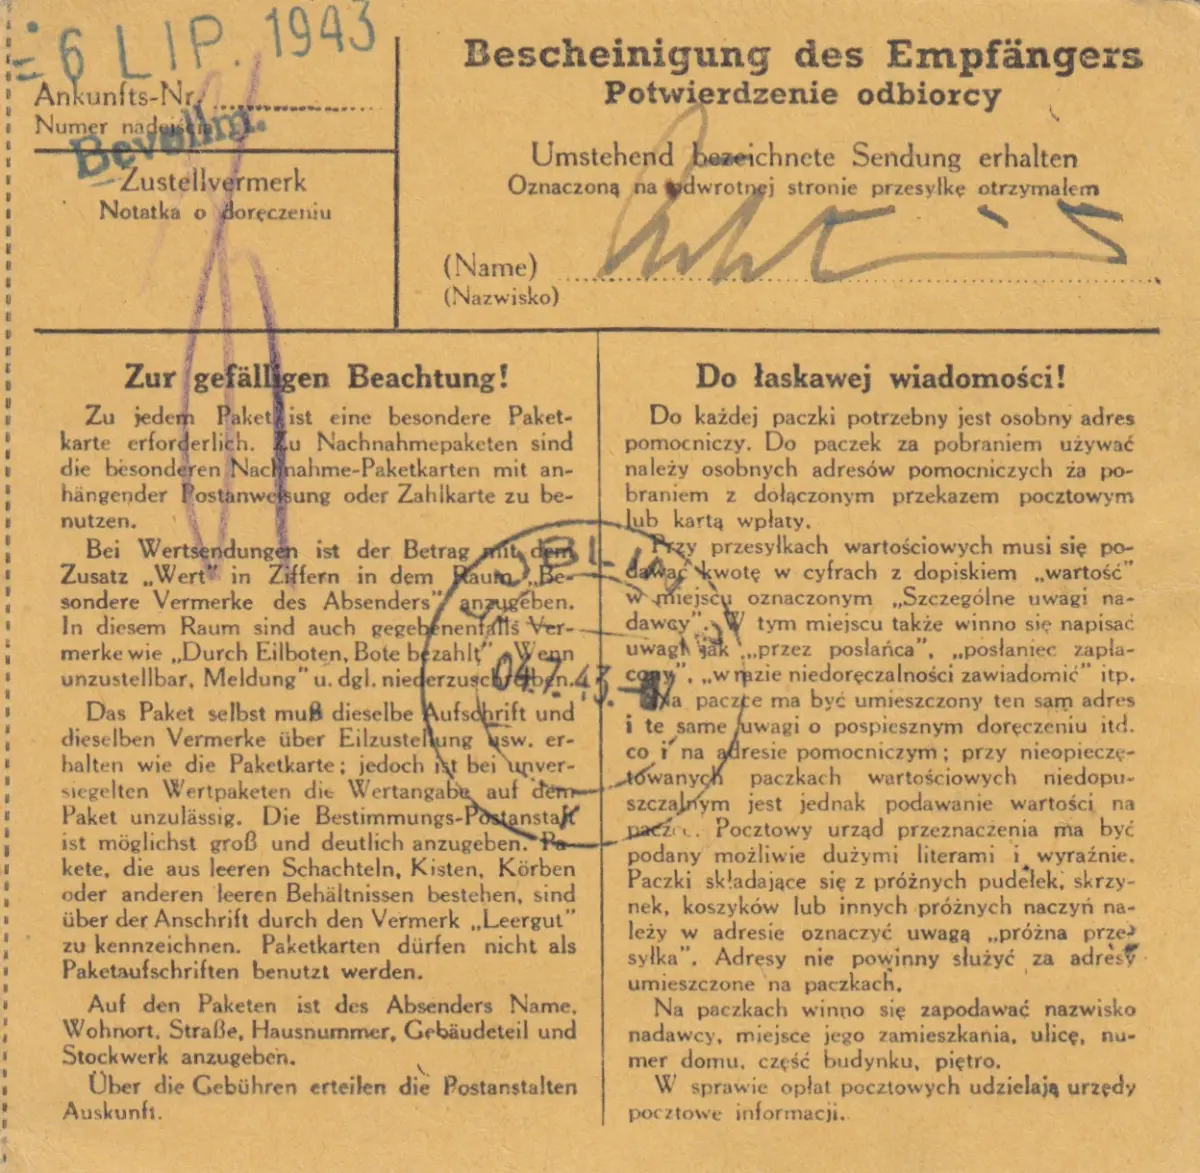 6 LIP. 1943
Ankunfts-Nr.
Numer nadejścia
Bevollm.
Zustellvermerk
Notatka o doręczeniu
Bescheinigung des Empfängers
Potwierdzenie odbiorcy
Umstehend bezeichnete Sendung erhalten
Oznaczoną na odwrotnej stronie przesyłkę otrzymałem
(Name)
(Nazwisko)
Zur gefälligen Beachtung!
Zu jedem Paket ist eine besondere Paket-
karte erforderlich. Zu Nachnahmepaketen sind
die besonderen Nachnahme-Paketkarten mit an-
hängender Postanweisung oder Zahlkarte zu be-
nutzen.
Bei Wertsendungen ist der Betrag mit dem
Zusatz „Wert" in Ziffern in dem Raum „Be-
sondere Vermerke des Absenders" anzugeben.
In diesem Raum sind auch gegebenenfalls Ver-
merke wie „Durch Eilboten, Bote bezahlt", „Wenn
unzustellbar, Meldung" u. dgl. niederzuschreiben.
Das Paket selbst muß dieselbe Aufschrift und
dieselben Vermerke über Eilzustellung usw. er-
halten wie die Paketkarte; jedoch ist bei unver-
siegelten Wertpaketen die Wertangabe auf dem
Paket unzulässig. Die Bestimmungs-Postanstalt
ist möglichst groß und deutlich anzugeben. Pa-
kete, die aus leeren Schachteln, Kisten, Körben
oder anderen leeren Behältnissen bestehen, sind
über der Anschrift durch den Vermerk „Leergut"
zu kennzeichnen. Paketkarten dürfen nicht als
Paketaufschriften benutzt werden.
Auf den Paketen ist des Absenders Name,
Wohnort, Straße, Hausnummer, Gebäudeteil und
Stockwerk anzugeben.
Über die Gebühren erteilen die Postanstalten
Auskunft.
Do łaskawej wiadomości!
Do każdej paczki potrzebny jest osobny adres
pomocniczy. Do paczek za pobraniem używać
należy osobnych adresów pomocniczych za po-
braniem z dołączonym przekazem pocztowym
lub kartą wpłaty.
Przy przesyłkach wartościowych musi się po-
dawać kwotę w cyfrach z dopiskiem „wartość"
w miejscu oznaczonym „Szczególne uwagi na-
dawcy". W tym miejscu także winno się napisać
uwagi jak „przez posłańca", „posłaniec zapła-
cony", „w razie niedoręczalności zawiadomić" itp.
Na paczce ma być umieszczony ten sam adres
i te same uwagi o pospiesznym doręczeniu itd.
co i na adresie pomocniczym; przy nieopieczę-
towanych paczkach wartościowych niedopu-
szczalnym jest jednak podawanie wartości na
paczce. Pocztowy urząd przeznaczenia ma być
podany możliwie dużymi literami i wyraźnie.
Paczki składające się z próżnych pudełek, skrzy-
nek, koszyków lub innych próżnych naczyń na-
leży w adresie oznaczyć uwagą „próżna prze-
syłka". Adresy nie powinny służyć za adresy
umieszczone na paczkach.
Na paczkach winno się zapodawać nazwisko
nadawcy, miejsce jego zamieszkania, ulicę, nu-
mer domu, część budynku, piętro.
W sprawie opłat pocztowych udzielają urzędy
pocztowe informacji.
LUBLIN
04.7.43.